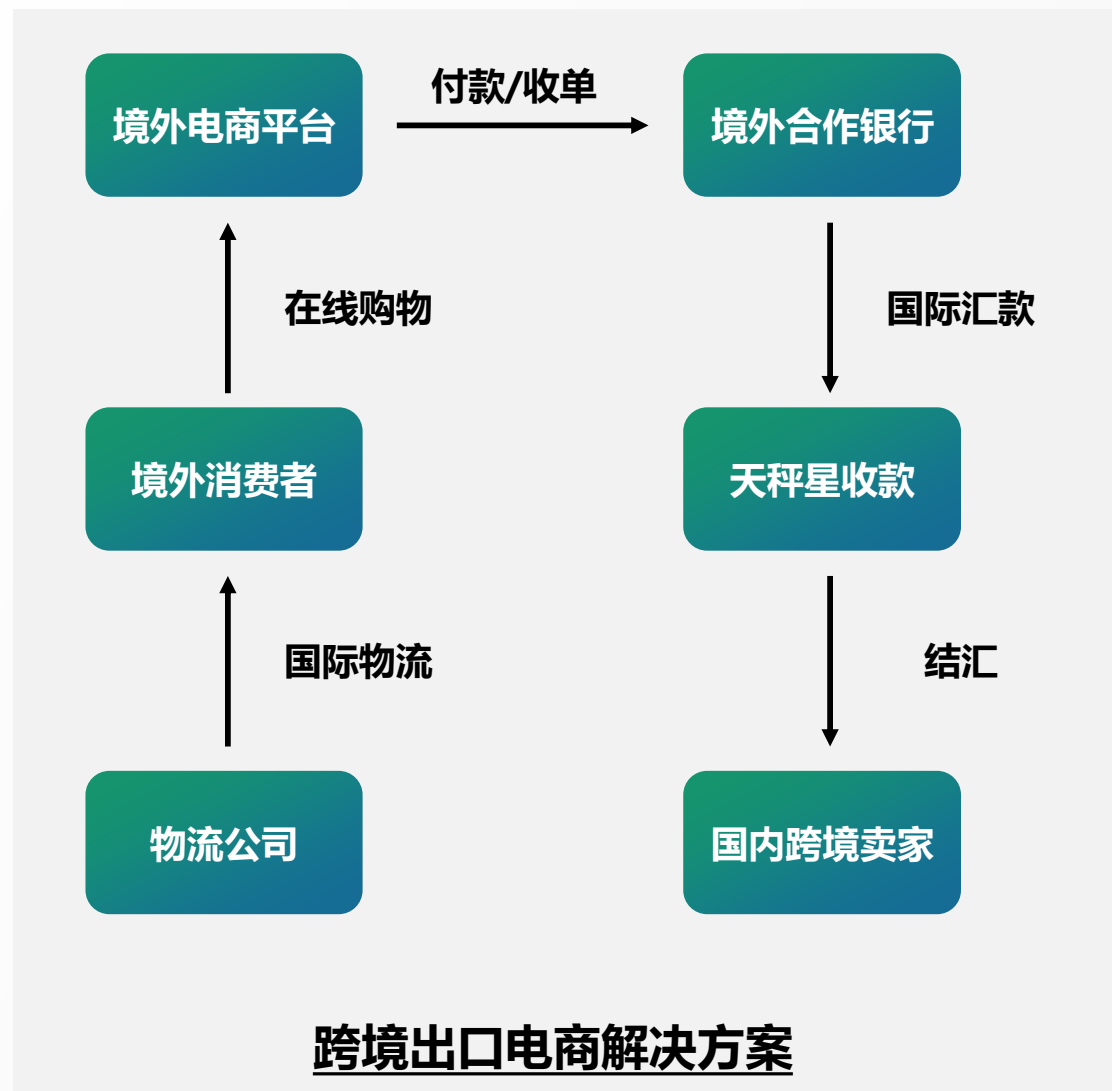 境外电商平台
付款/收单
境外合作银行
在线购物
国际汇款
境外消费者
天秤星收款
国际物流
结汇
物流公司
国内跨境卖家
跨境出口电商解决方案